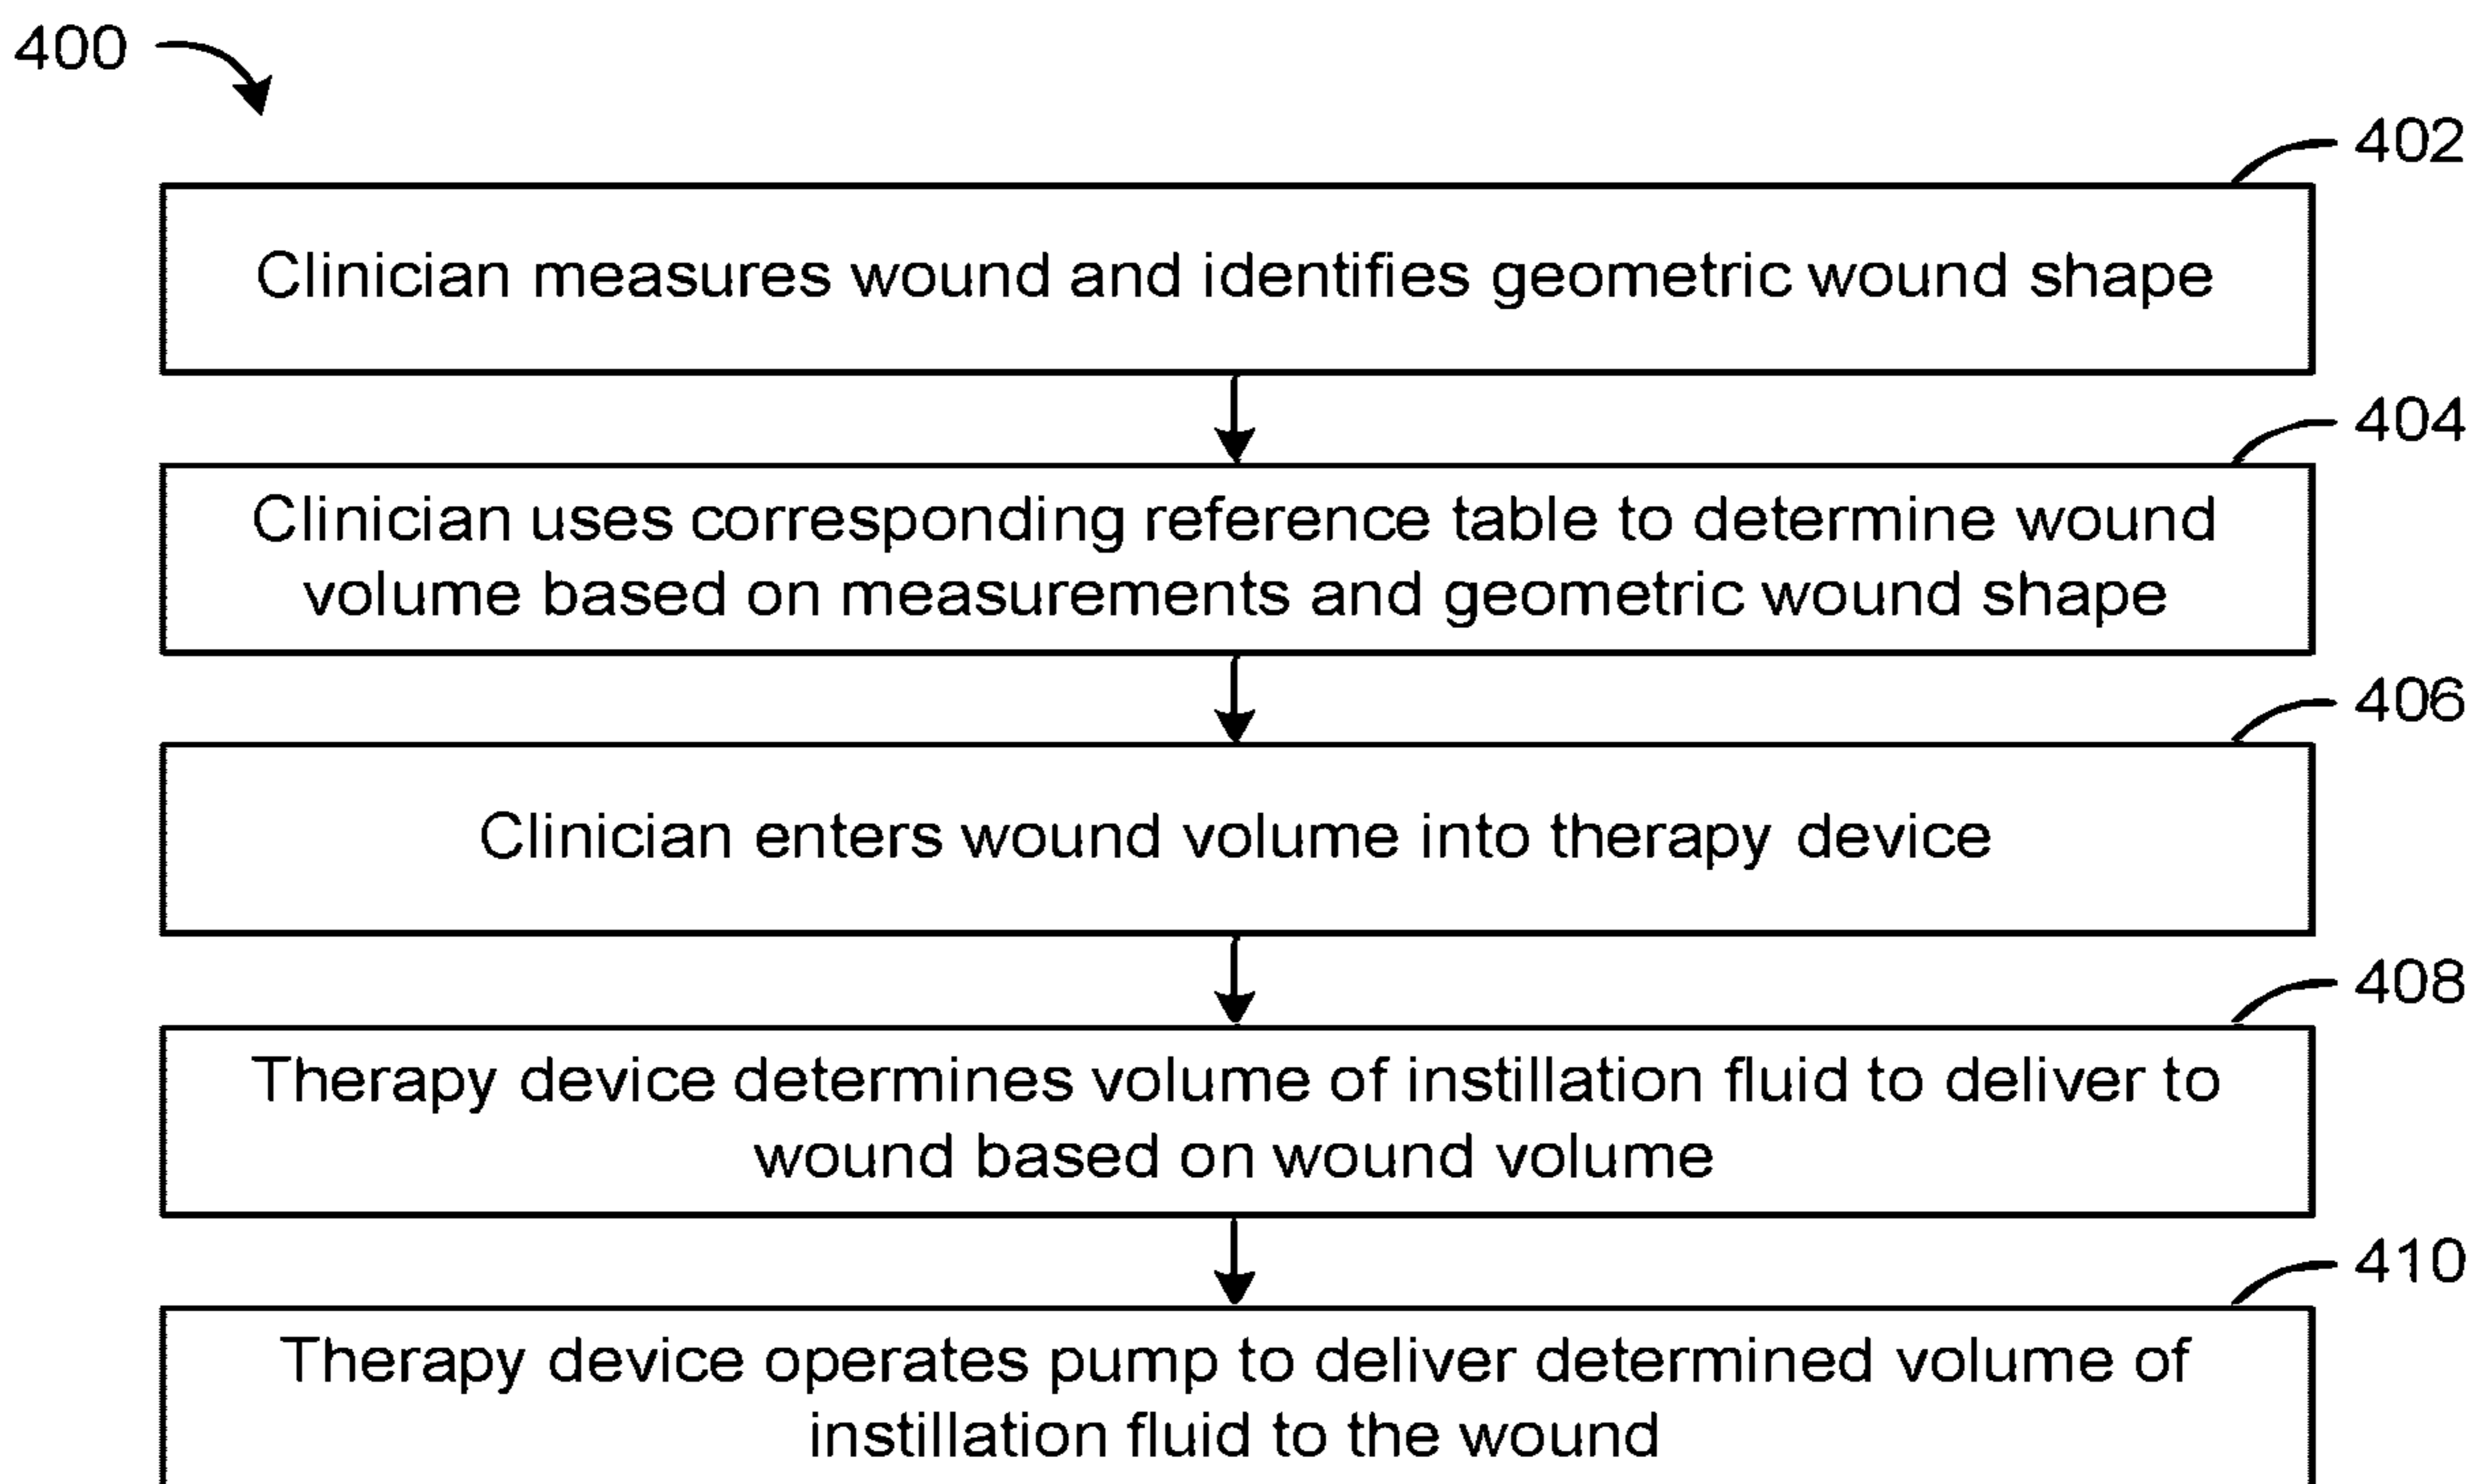 400
402
Clinician measures wound and identifies geometric wound shape
404
Clinician uses corresponding reference table to determine wound
volume based on measurements and geometric wound shape
406
Clinician enters wound volume into therapy device
408
Therapy device determines volume of instillation fluid to deliver to
wound based on wound volume
410
Therapy device operates pump to deliver determined volume of
instillation fluid to the wound